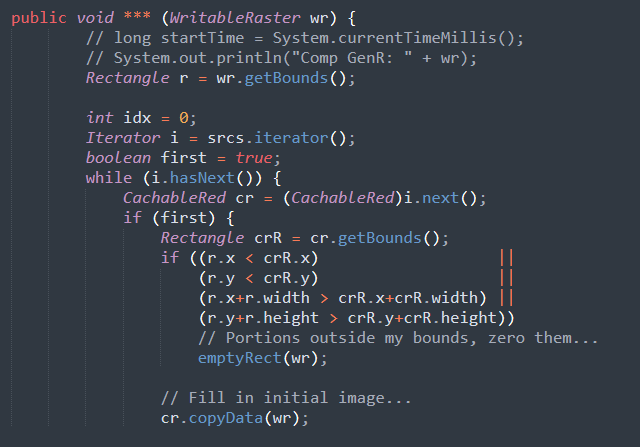 public void *** (WritableRaster wr) {
// long startTime = System.currentTimeMillis();
// System.out.println("Comp GenR: " + wr);
Rectangle r = wr.getBounds();
int idx = 0;
Iterator i = srcs.iterator();
boolean first = true;
while (i.hasNext()) {
CachableRed cr = (CachableRed)i.next();
if (first) {
Rectangle crR = cr.getBounds();
if ((r.x < crR.x) ||
(r.y < crR.y) ||
(r.x+r.width > crR.x+crR.width) ||
(r.y+r.height > crR.y+crR.height))
// Portions outside my bounds, zero them...
emptyRect(wr);
// Fill in initial image...
cr.copyData(wr);